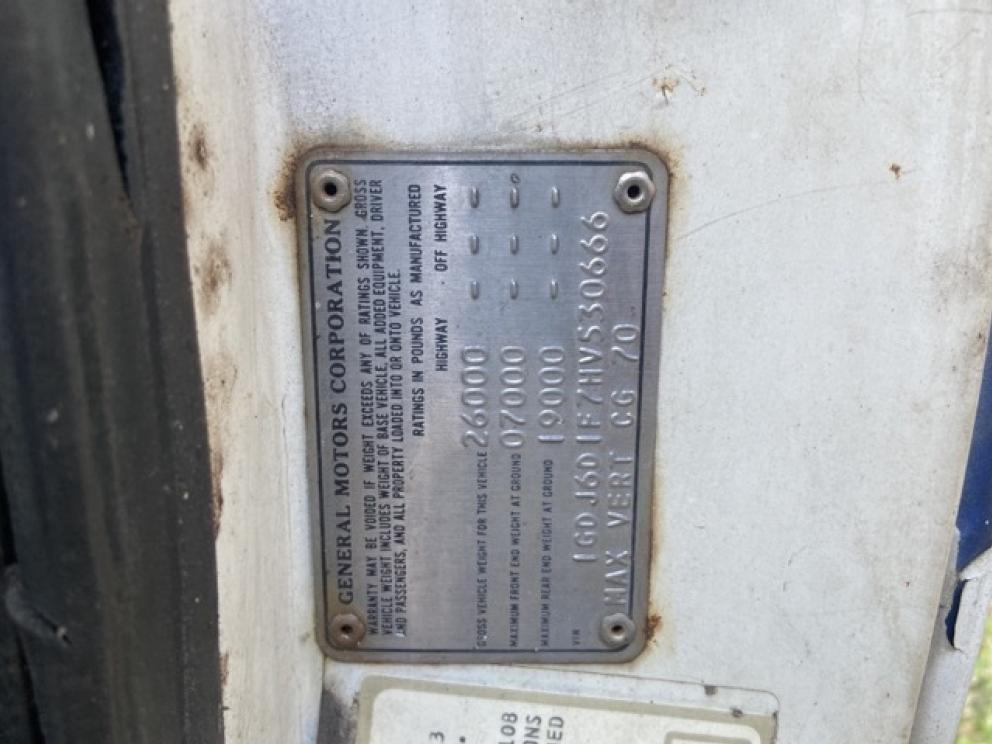 GENERAL MOTORS CORPORATION
WARRANTY MAY BE VOIDED IF WEIGHT EXCEEDS ANY OF RATINGS SHOWN. GROSS
VEHICLE WEIGHT INCLUDES WEIGHT OF BASE VEHICLE, ALL ADDED EQUIPMENT, DRIVER
AND PASSENGERS, AND ALL PROPERTY LOADED INTO OR ONTO VEHICLE.
RATINGS IN POUNDS AS MANUFACTURED
HIGHWAY OFF HIGHWAY
GROSS VEHICLE WEIGHT FOR THIS VEHICLE 26000 - - -
MAXIMUM FRONT END WEIGHT AT GROUND 07000 - - -
MAXIMUM REAR END WEIGHT AT GROUND 19000 - - -
VIN 1GDJ6D1F7HV530666
MAX VERT CG 70
3 108
ONS